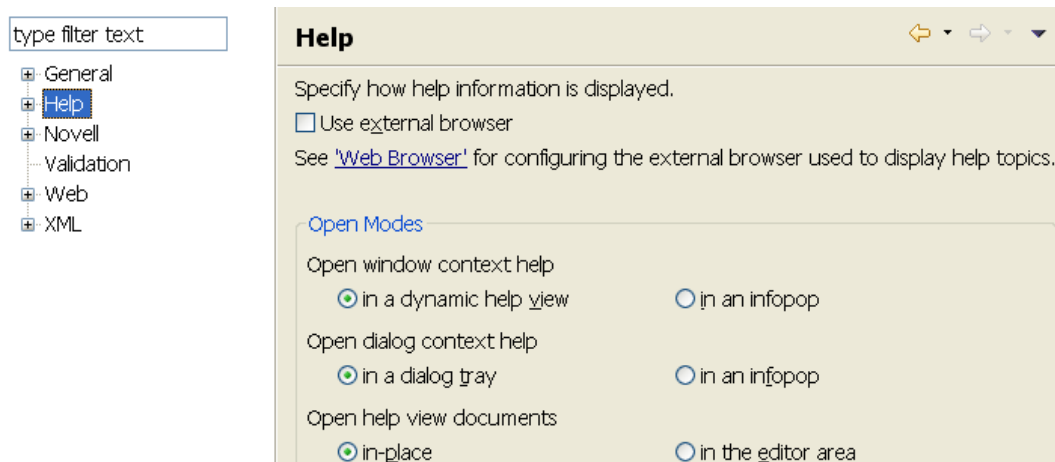 type filter text
General
Help
Novell
Validation
Web
XML
Help
Specify how help information is displayed.
Use external browser
See 'Web Browser' for configuring the external browser used to display help topics.
Open Modes
Open window context help
in a dynamic help view in an infopop
Open dialog context help
in a dialog tray in an infopop
Open help view documents
in-place in the editor area